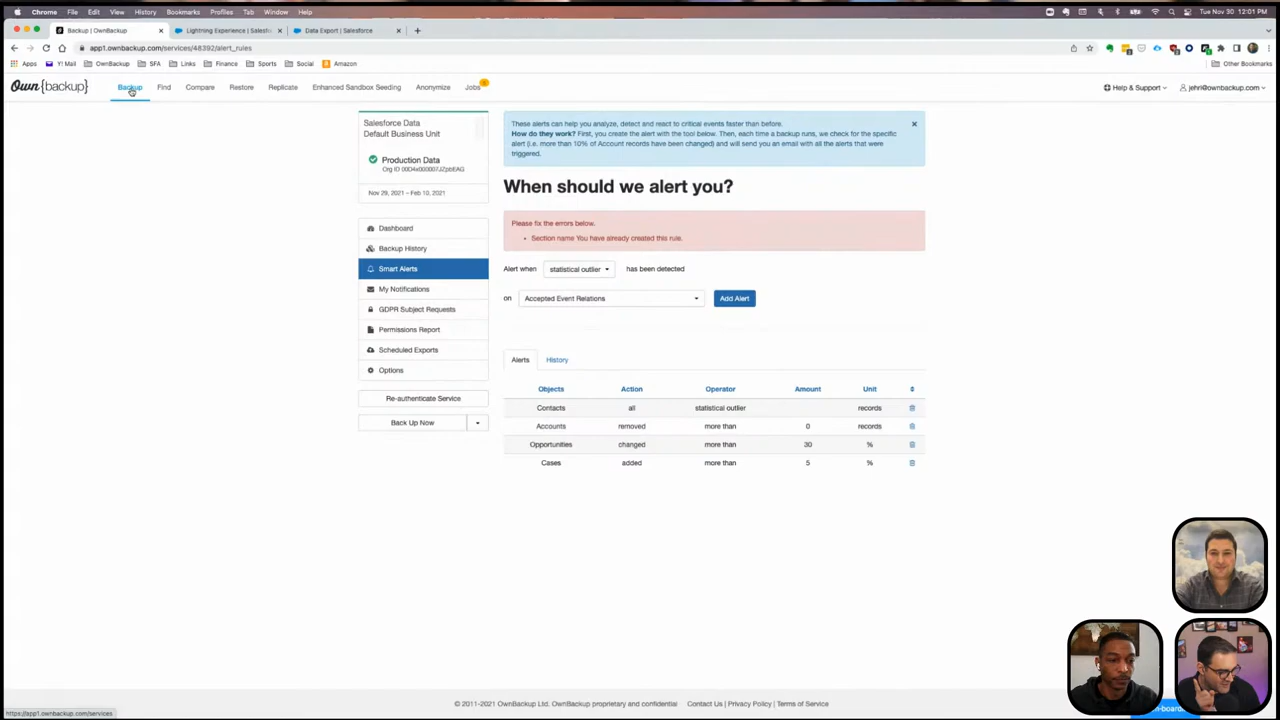 Chrome File Edit View History Bookmarks Profiles Tab Window Help
Tue Nov 30 12:01 PM
Backup | OwnBackup
Lightning Experience | Salesfo
Data Export | Salesforce
app1.ownbackup.com/services/48392/alert_rules
Apps Y! Mail OwnBackup SFA Links Finance Sports Social Amazon
Other Bookmarks
Own{backup}
Backup Find Compare Restore Replicate Enhanced Sandbox Seeding Anonymize Jobs
Help & Support
jehri@ownbackup.com
Salesforce Data
Default Business Unit
Production Data
Nov 29, 2021 – Feb 10, 2021
Dashboard
Backup History
Smart Alerts
My Notifications
GDPR Subject Requests
Permissions Report
Scheduled Exports
Options
Re-authenticate Service
Back Up Now
These alerts can help you analyze, detect and react to critical events faster than before.
How do they work? First, you create the alert with the tool below. Then, each time a backup runs, we check for the specific
alert (i.e. more than 10% of Account records have been changed) and will send you an email with all the alerts that were
triggered.
When should we alert you?
Please fix the errors below.
• Section name You have already created this rule.
Alert when statistical outlier has been detected
on Accepted Event Relations Add Alert
Alerts History
Objects Action Operator Amount Unit
Contacts all statistical outlier records
Accounts removed more than 0 records
Opportunities changed more than 30 %
Cases added more than 5 %
© 2011-2021 OwnBackup Ltd. OwnBackup proprietary and confidential Contact Us | Privacy Policy | Terms of Service
https://app1.ownbackup.com/services